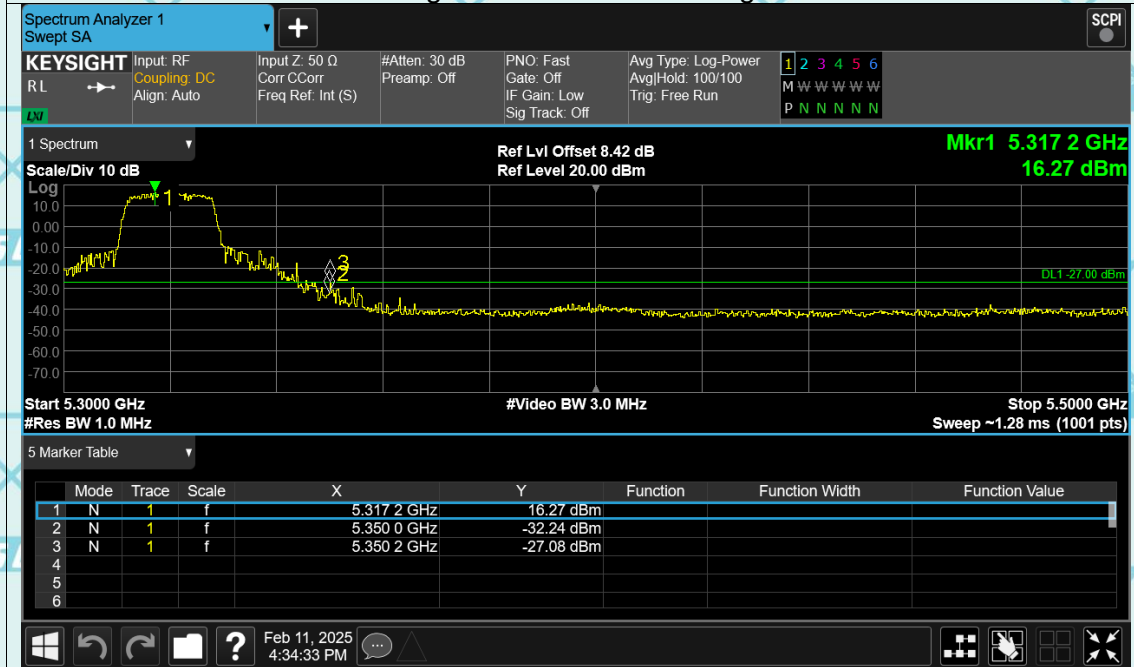 Spectrum Analyzer 1
Swept SA
SCPI
KEYSIGHT
R L
LXI
Input: RF
Coupling: DC
Align: Auto
Input Z: 50 Ω
Corr CCorr
Freq Ref: Int (S)
#Atten: 30 dB
Preamp: Off
PNO: Fast
Gate: Off
IF Gain: Low
Sig Track: Off
Avg Type: Log-Power
Avg|Hold: 100/100
Trig: Free Run
1 2 3 4 5 6
M W W W W W
P N N N N N N
1 Spectrum
Scale/Div 10 dB
Ref Lvl Offset 8.42 dB
Ref Level 20.00 dBm
Mkr1 5.317 2 GHz
16.27 dBm
Log
10.0
0.00
-10.0
-20.0
-30.0
-40.0
-50.0
-60.0
-70.0
1
3
2
DL1 -27.00 dBm
Start 5.3000 GHz
#Res BW 1.0 MHz
#Video BW 3.0 MHz
Stop 5.5000 GHz
Sweep ~1.28 ms (1001 pts)
5 Marker Table
Mode Trace Scale X Y Function Function Width Function Value
1 N 1 f 5.317 2 GHz 16.27 dBm
2 N 1 f 5.350 0 GHz -32.24 dBm
3 N 1 f 5.350 2 GHz -27.08 dBm
4
5
6
?
Feb 11, 2025
4:34:33 PM